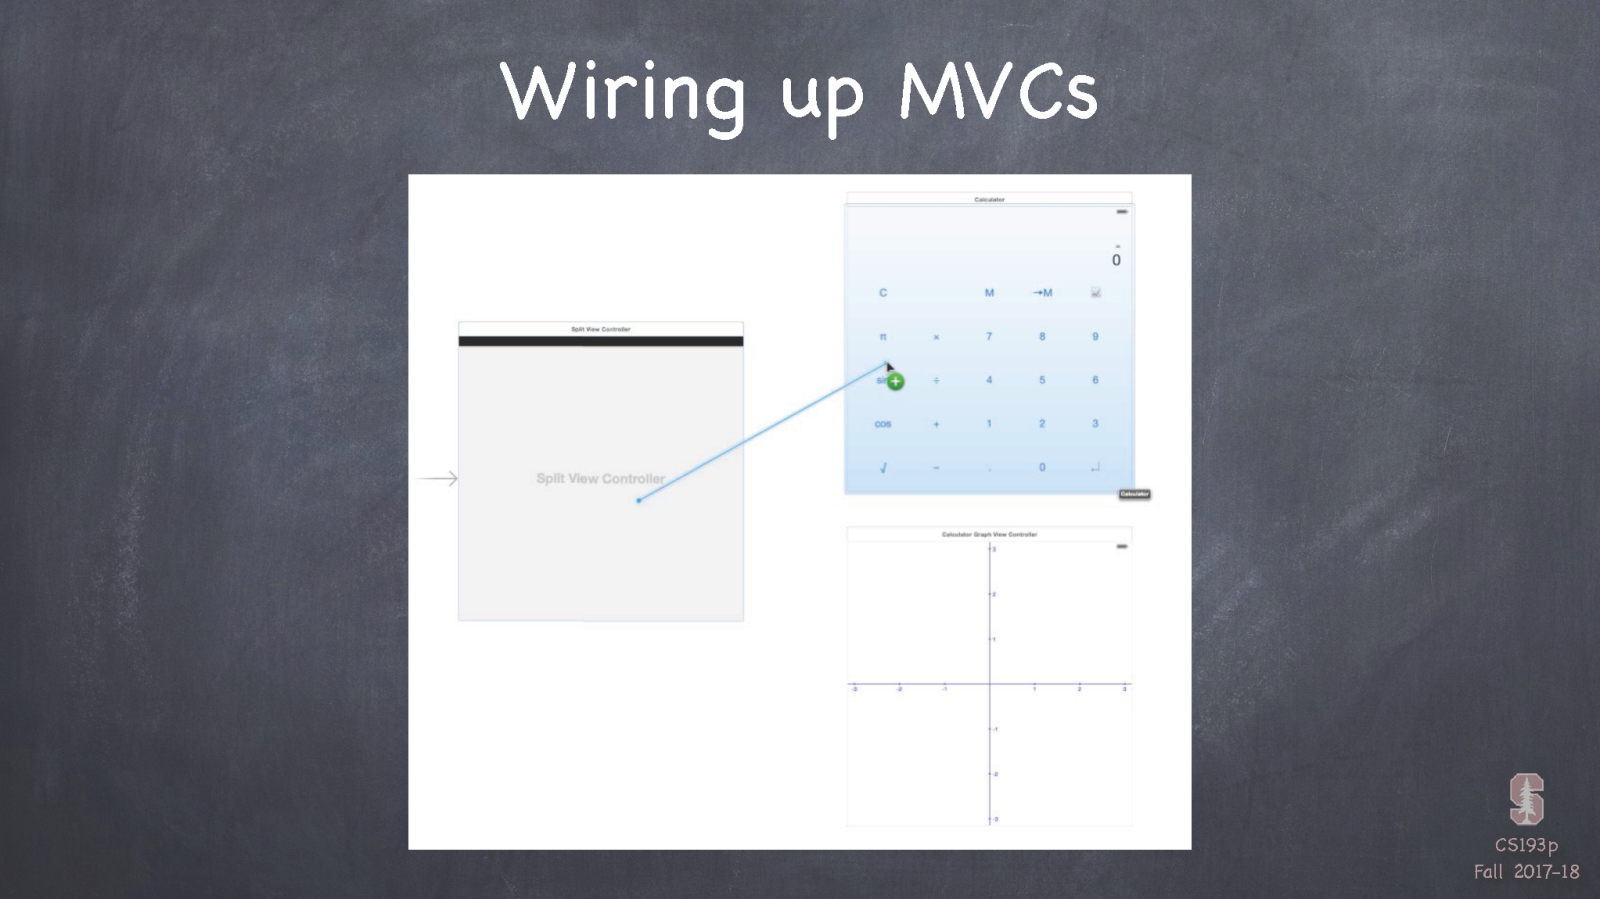 Wiring up MVCs
Calculator
=
0
C M →M
π × 7 8 9
Split View Controller
÷ 4 5 6
cos + 1 2 3
√ − . 0 ↲
Split View Controller
Calculator
Calculator Graph View Controller
3
2
1
-3 -2 -1 1 2 3
-1
-2
-3
CS193p
Fall 2017-18